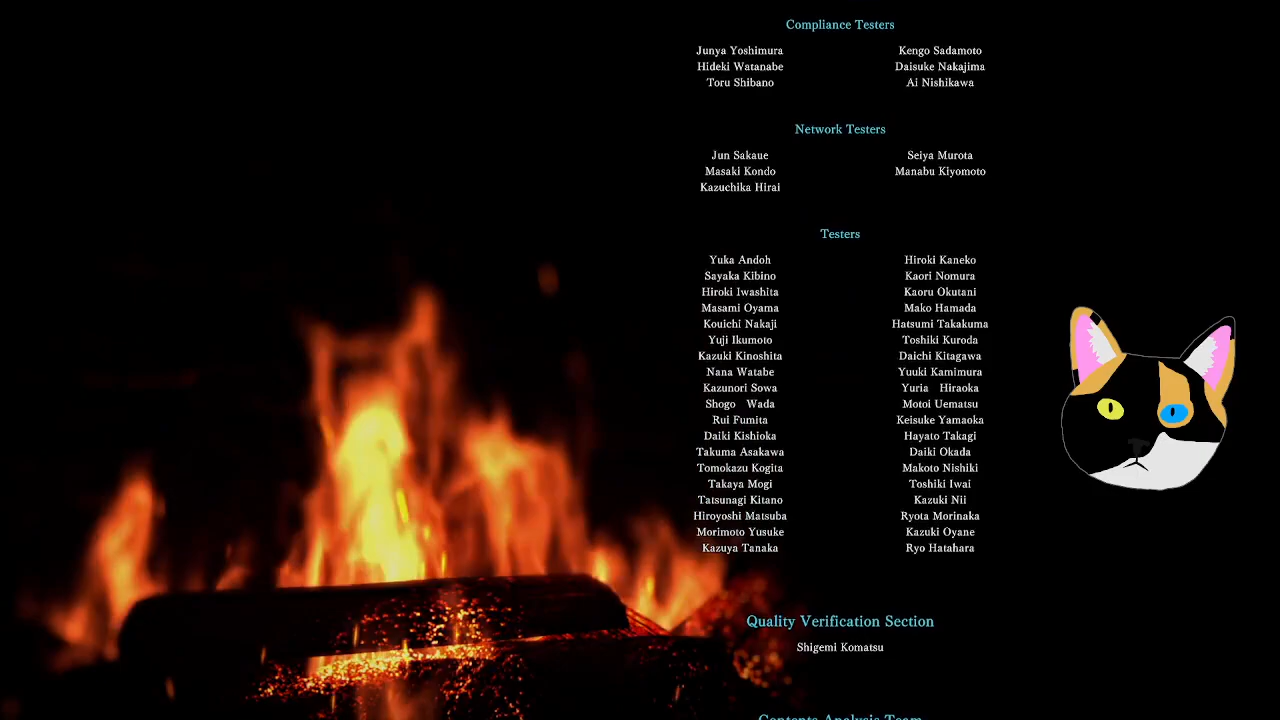 Compliance Testers
Junya Yoshimura Kengo Sadamoto
Hideki Watanabe Daisuke Nakajima
Toru Shibano Ai Nishikawa
Network Testers
Jun Sakaue Seiya Murota
Masaki Kondo Manabu Kiyomoto
Kazuchika Hirai
Testers
Yuka Andoh Hiroki Kaneko
Sayaka Kibino Kaori Nomura
Hiroki Iwashita Kaoru Okutani
Masami Oyama Mako Hamada
Kouichi Nakaji Hatsumi Takakuma
Yuji Ikumoto Toshiki Kuroda
Kazuki Kinoshita Daichi Kitagawa
Nana Watabe Yuuki Kamimura
Kazunori Sowa Yuria Hiraoka
Shogo Wada Motoi Uematsu
Rui Fumita Keisuke Yamaoka
Daiki Kishioka Hayato Takagi
Takuma Asakawa Daiki Okada
Tomokazu Kogita Makoto Nishiki
Takaya Mogi Toshiki Iwai
Tatsunagi Kitano Kazuki Nii
Hiroyoshi Matsuba Ryota Morinaka
Morimoto Yusuke Kazuki Oyane
Kazuya Tanaka Ryo Hatahara
Quality Verification Section
Shigemi Komatsu
Contents Analysis Team